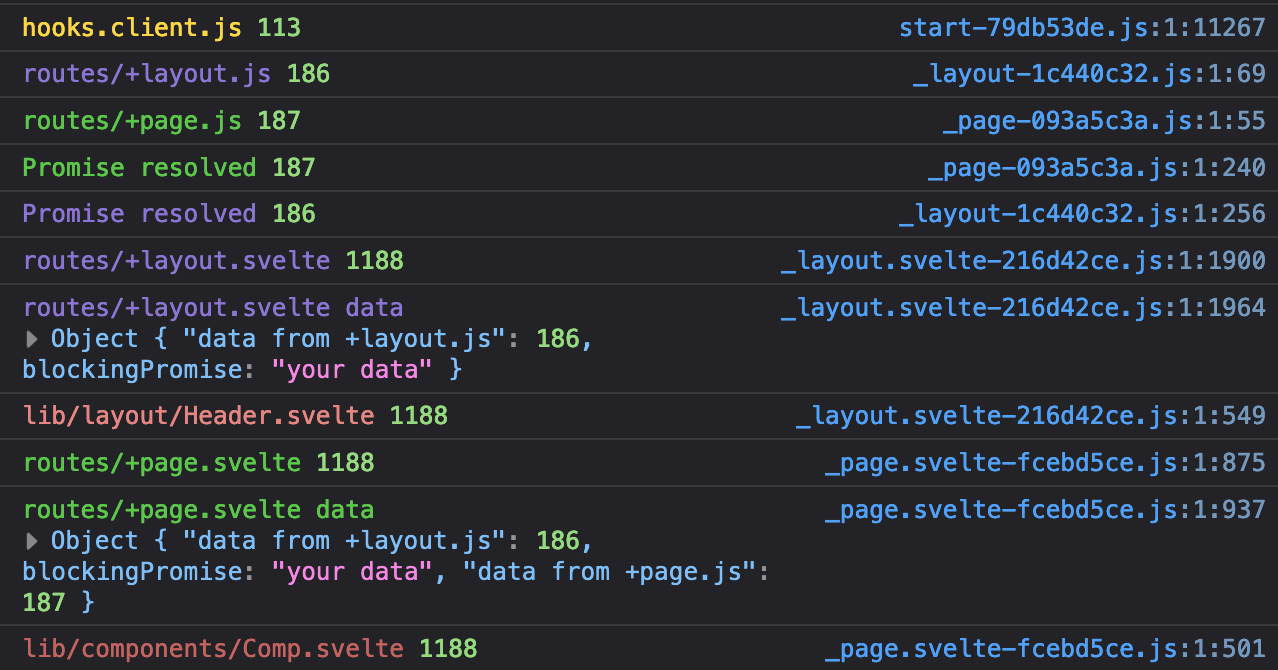 hooks.client.js 113 start-79db53de.js:1:11267
routes/+layout.js 186 _layout-1c440c32.js:1:69
routes/+page.js 187 _page-093a5c3a.js:1:55
Promise resolved 187 _page-093a5c3a.js:1:240
Promise resolved 186 _layout-1c440c32.js:1:256
routes/+layout.svelte 1188 _layout.svelte-216d42ce.js:1:1900
routes/+layout.svelte data _layout.svelte-216d42ce.js:1:1964
Object { "data from +layout.js": 186,
blockingPromise: "your data" }
lib/layout/Header.svelte 1188 _layout.svelte-216d42ce.js:1:549
routes/+page.svelte 1188 _page.svelte-fcebd5ce.js:1:875
routes/+page.svelte data _page.svelte-fcebd5ce.js:1:937
Object { "data from +layout.js": 186,
blockingPromise: "your data", "data from +page.js":
187 }
lib/components/Comp.svelte 1188 _page.svelte-fcebd5ce.js:1:501